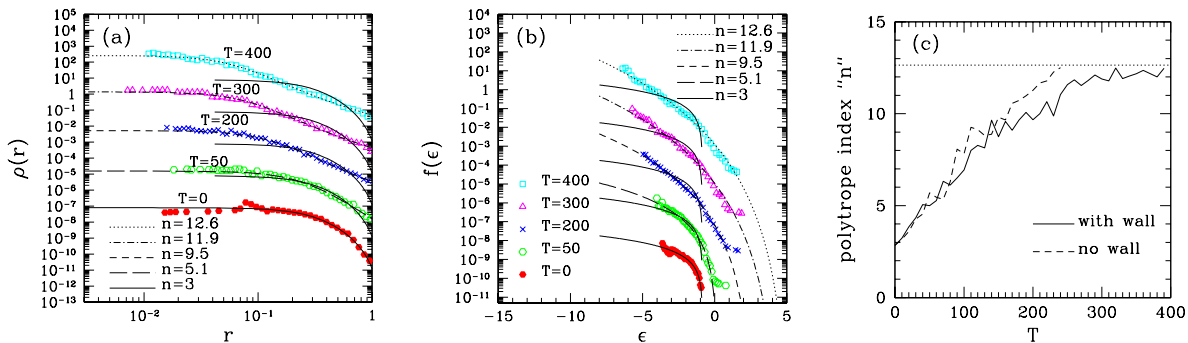 (a)
10⁵
10⁴
10³
10²
10
1
10⁻¹
10⁻²
10⁻³
10⁻⁴
10⁻⁵
10⁻⁶
10⁻⁷
10⁻⁸
10⁻⁹
10⁻¹⁰
10⁻¹¹
10⁻¹²
10⁻¹³
ρ(r)
T=400
T=300
T=200
T=50
T=0
n=12.6
n=11.9
n=9.5
n=5.1
n=3
10⁻² 10⁻¹ 1
r
(b)
10⁶
10⁵
10⁴
10³
10²
10
1
10⁻¹
10⁻²
10⁻³
10⁻⁴
10⁻⁵
10⁻⁶
10⁻⁷
10⁻⁸
10⁻⁹
10⁻¹⁰
10⁻¹¹
f(ϵ)
n=12.6
n=11.9
n=9.5
n=5.1
n=3
T=400
T=300
T=200
T=50
T=0
−15 −10 −5 0 5
ϵ
(c)
15
10
5
0
polytrope index "n"
with wall
no wall
0 100 200 300 400
T